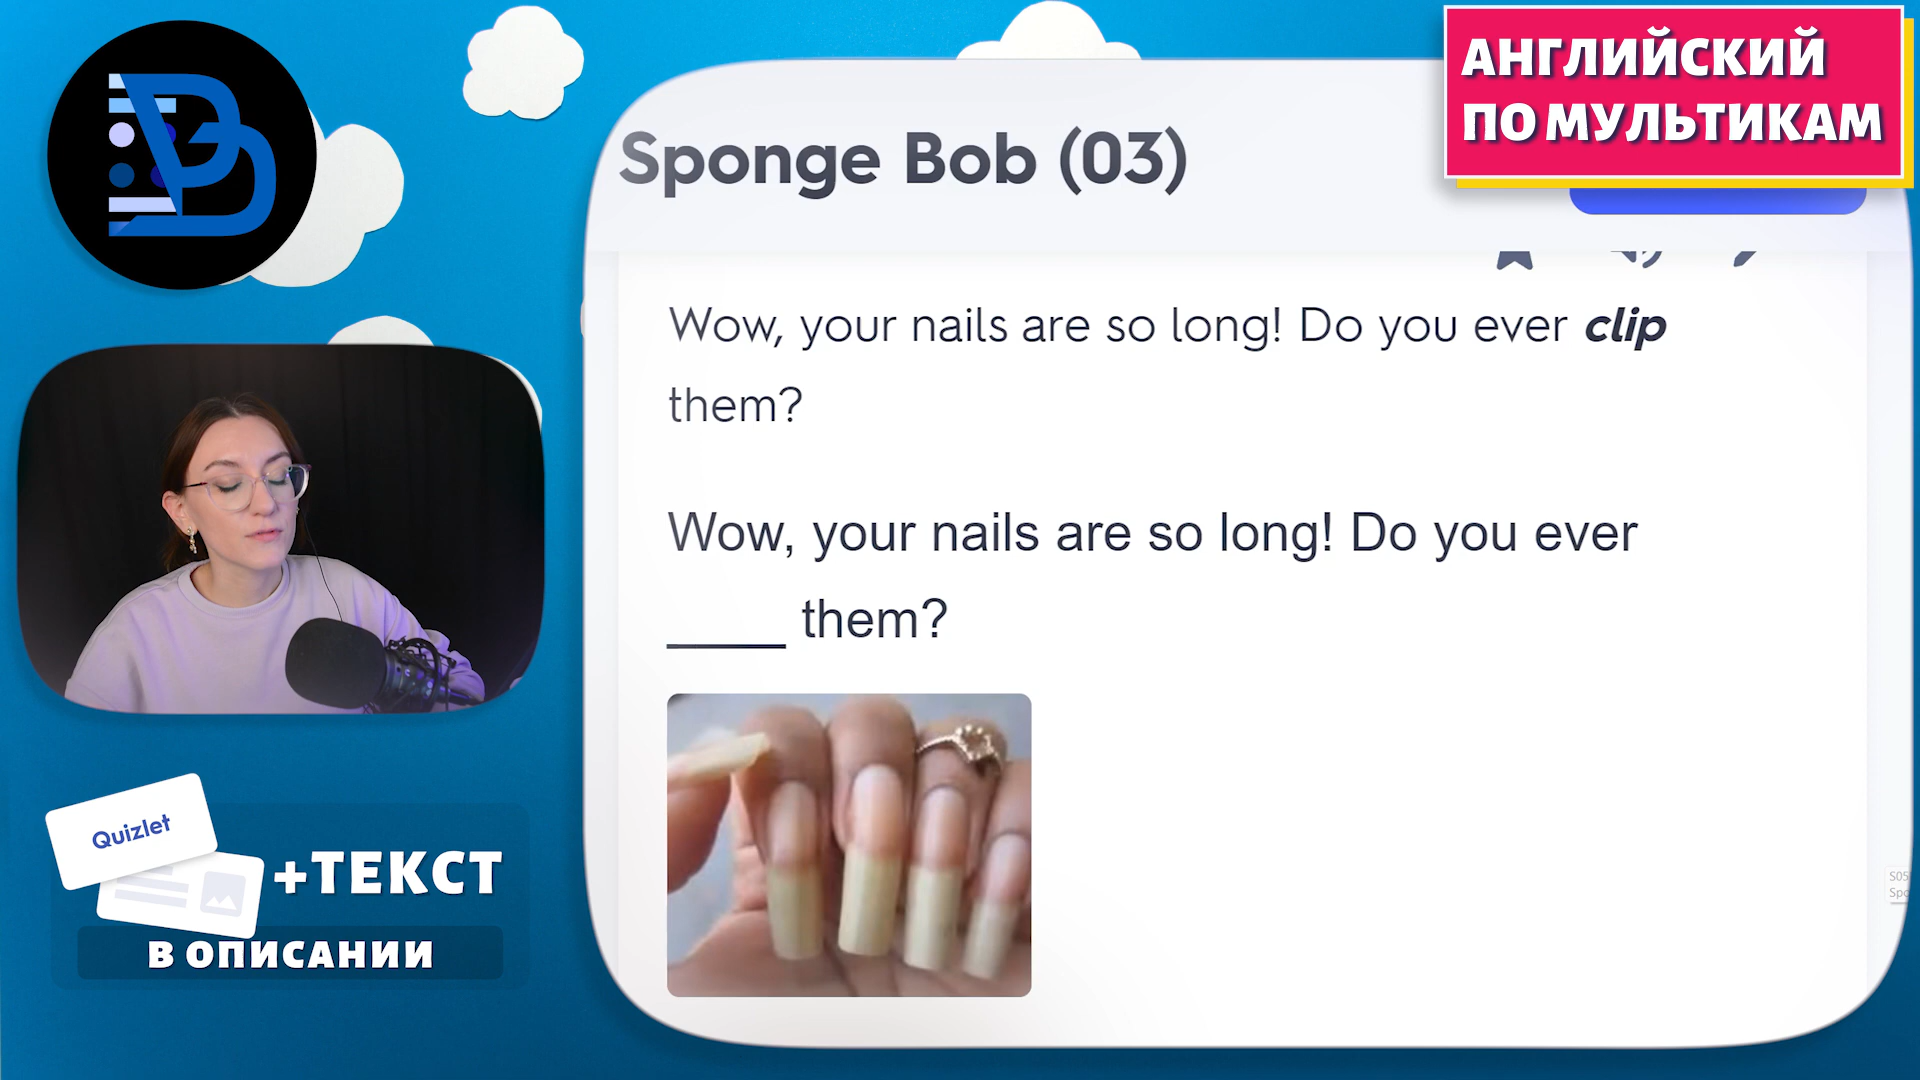 АНГЛИЙСКИЙ
ПО МУЛЬТИКАМ
Sponge Bob (03)
Wow, your nails are so long! Do you ever clip
them?
Wow, your nails are so long! Do you ever
_____ them?
Quizlet
+ТЕКСТ
В ОПИСАНИИ